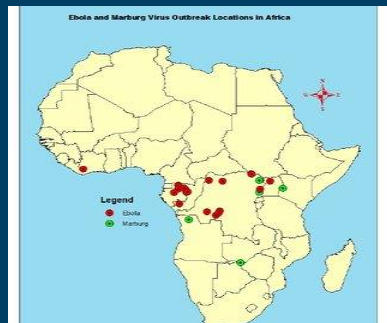 Ebola and Marburg Virus Outbreak Locations in Africa
N
W E
S
Legend
Ebola
Marburg